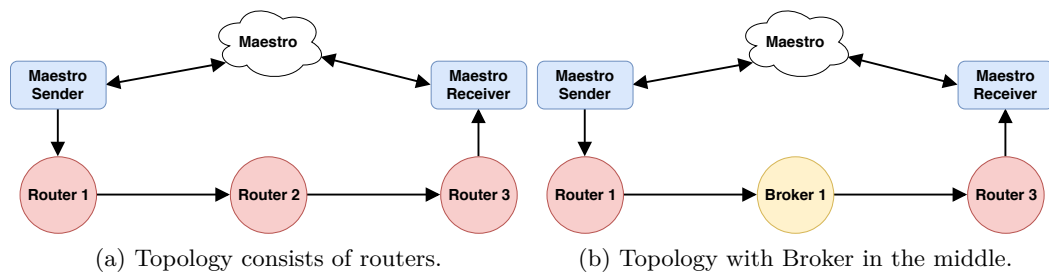 Maestro
Maestro
Sender
Maestro
Receiver
Router 1
Router 2
Router 3
(a) Topology consists of routers.
Maestro
Maestro
Sender
Maestro
Receiver
Router 1
Broker 1
Router 3
(b) Topology with Broker in the middle.